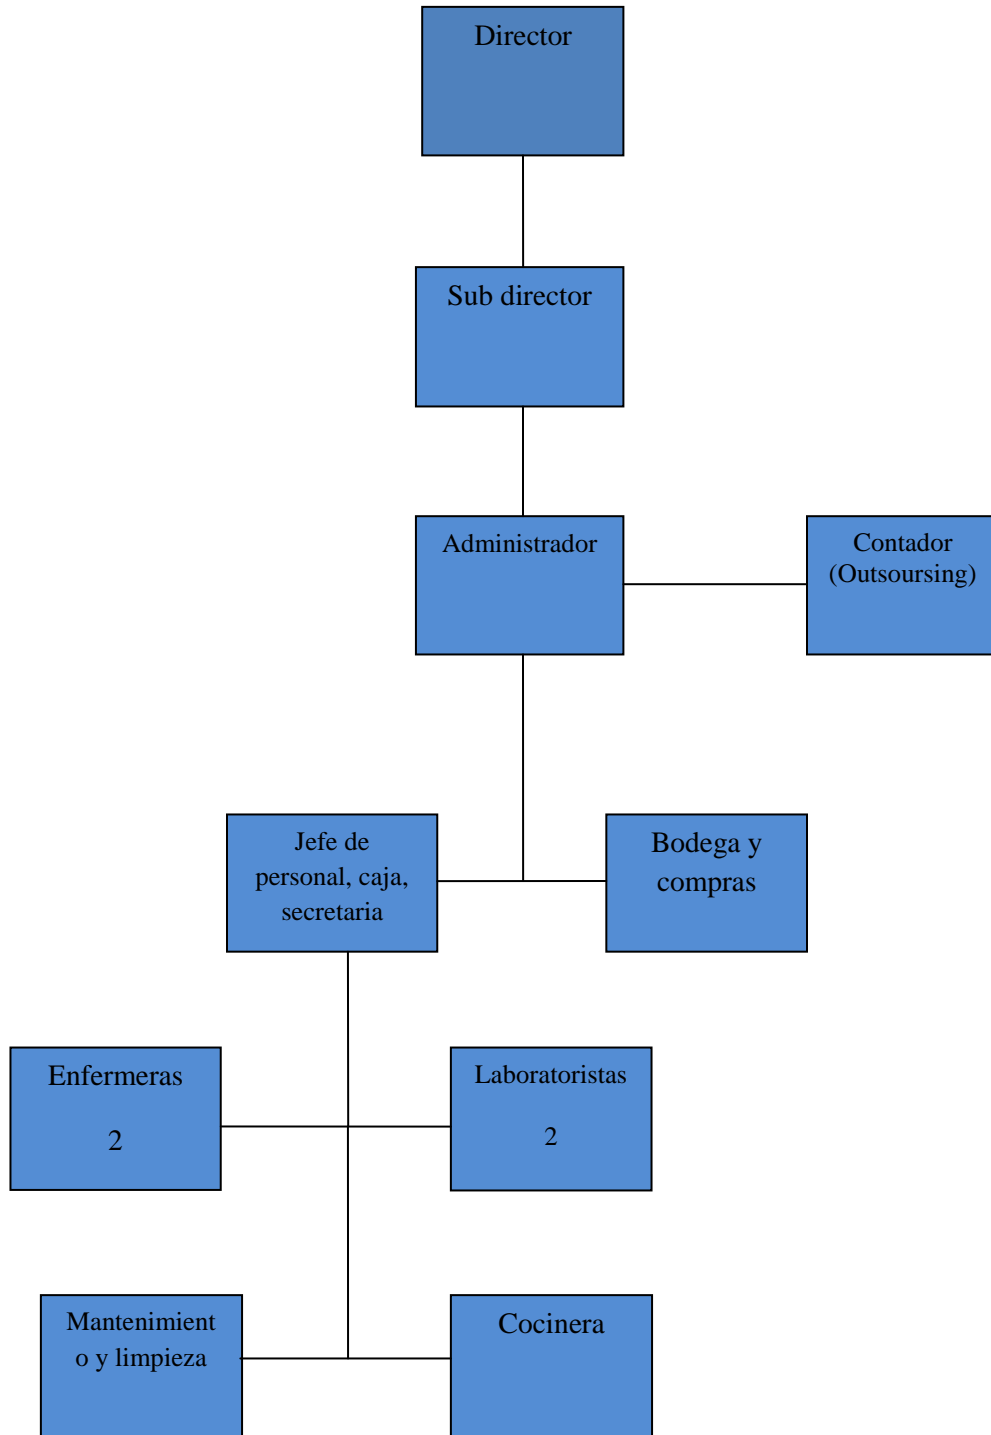 Director
Sub director
Administrador
Contador
(Outsoursing)
Jefe de
personal, caja,
secretaria
Bodega y
compras
Enfermeras
2
Laboratoristas
2
Mantenimient
o y limpieza
Cocinera